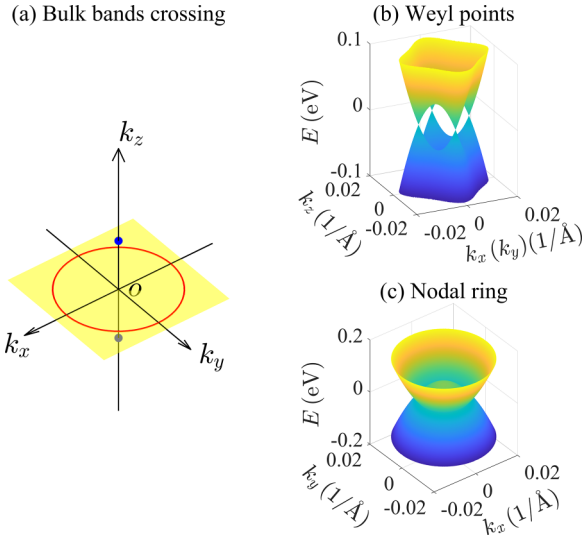 (a) Bulk bands crossing
k_z
o
k_x
k_y
(b) Weyl points
0.1
0
-0.1
E (eV)
0.02
0
-0.02
k_z (1/Å)
-0.02
0
0.02
k_x (k_y) (1/Å)
(c) Nodal ring
0.2
0
-0.2
E (eV)
0.02
0
-0.02
k_y (1/Å)
-0.02
0
0.02
k_x (1/Å)